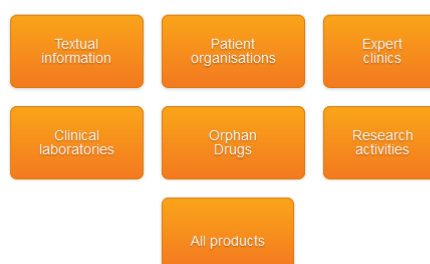 Textual
information
Patient
organisations
Expert
clinics
Clinical
laboratories
Orphan
Drugs
Research
activities
All products